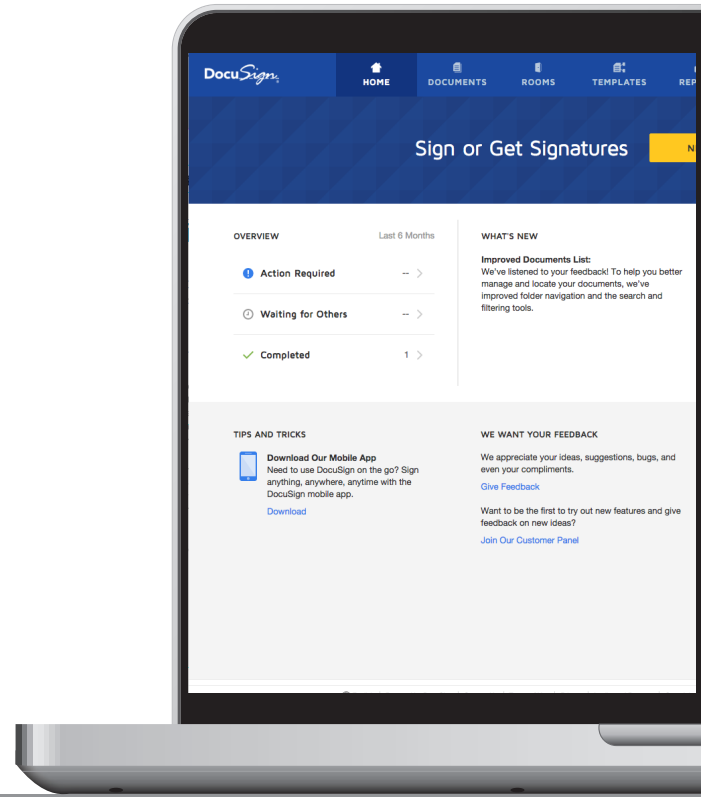 DocuSign
HOME
DOCUMENTS
ROOMS
TEMPLATES
REP
Sign or Get Signatures
N
OVERVIEW
Last 6 Months
Action Required -- >
Waiting for Others -- >
Completed 1 >
WHAT'S NEW
Improved Documents List:
We've listened to your feedback! To help you better
manage and locate your documents, we've
improved folder navigation and the search and
filtering tools.
TIPS AND TRICKS
Download Our Mobile App
Need to use DocuSign on the go? Sign
anything, anywhere, anytime with the
DocuSign mobile app.
Download
WE WANT YOUR FEEDBACK
We appreciate your ideas, suggestions, bugs, and
even your compliments.
Give Feedback
Want to be the first to try out new features and give
feedback on new ideas?
Join Our Customer Panel